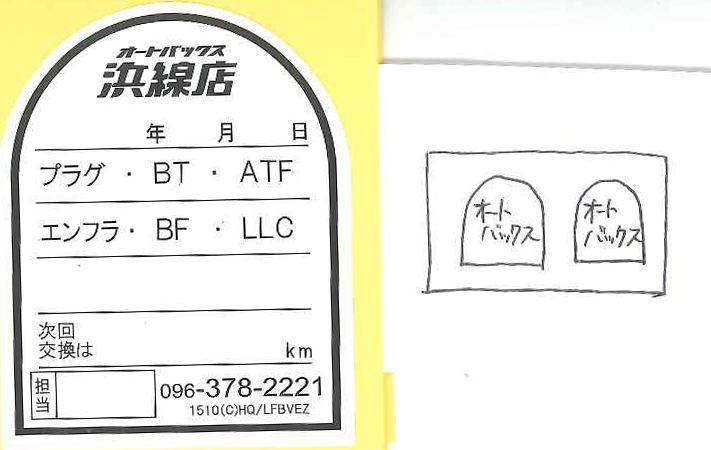 オートバックス
浜線店
年 月 日
プラグ ・ BT ・ ATF
エンフラ ・ BF ・ LLC
次回
交換は km
担当 096-378-2221
1510(C)HQ/LFBVEZ
オート
バックス
オート
バックス